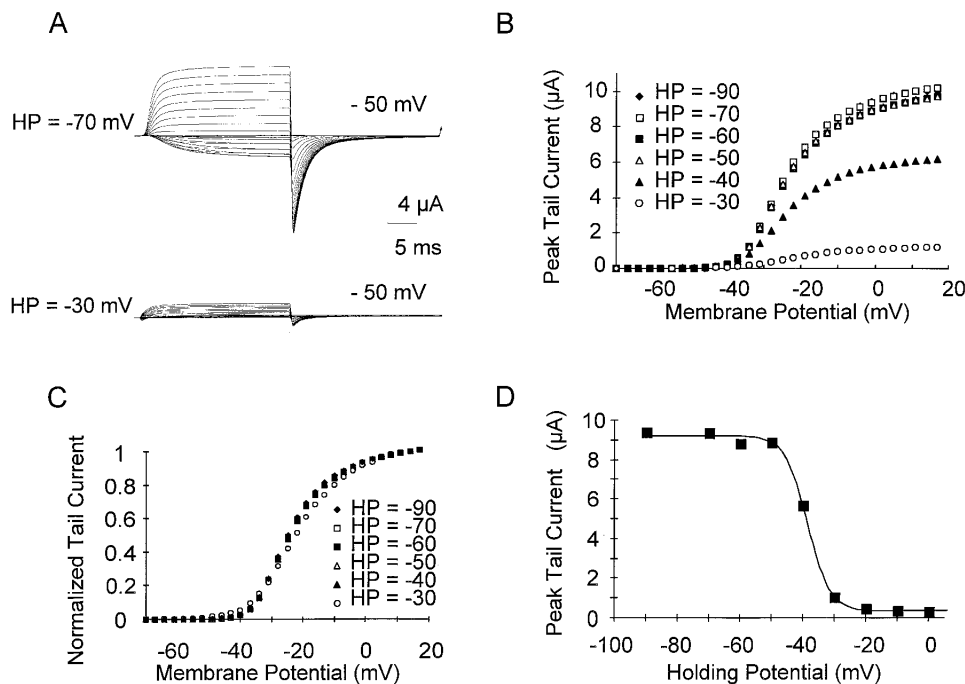 A
HP = -70 mV
- 50 mV
4 µA
5 ms
HP = -30 mV
- 50 mV
B
Peak Tail Current (µA)
10
8
6
4
2
0
HP = -90
HP = -70
HP = -60
HP = -50
HP = -40
HP = -30
-60 -40 -20 0 20
Membrane Potential (mV)
C
Normalized Tail Current
1
0.8
0.6
0.4
0.2
0
HP = -90
HP = -70
HP = -60
HP = -50
HP = -40
HP = -30
-60 -40 -20 0 20
Membrane Potential (mV)
D
Peak Tail Current (µA)
10
8
6
4
2
0
-100 -80 -60 -40 -20 0
Holding Potential (mV)